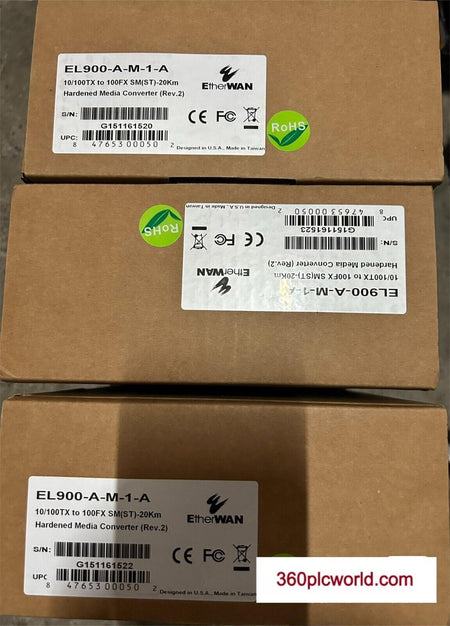 EL900-A-M-1-A
10/100TX to 100FX SM(ST)-20Km
Hardened Media Converter (Rev.2)
EtherWAN
S/N:
G151161520
UPC:
8 47653 00050 2
Designed in U.S.A., Made in Taiwan
CE FC
RoHS
EL900-A-M-1-A
10/100TX to 100FX SM(ST)-20Km
Hardened Media Converter (Rev.2)
EtherWAN
S/N:
G151161523
UPC
8 47653 00050 2
Designed in U.S.A., Made in Taiwan
CE FC
RoHS
EL900-A-M-1-A
10/100TX to 100FX SM(ST)-20Km
Hardened Media Converter (Rev.2)
EtherWAN
S/N:
G151161522
UPC
8 47653 00050 2
Designed in U.S.A., Made in Taiwan
CE FC
360plcworld.com